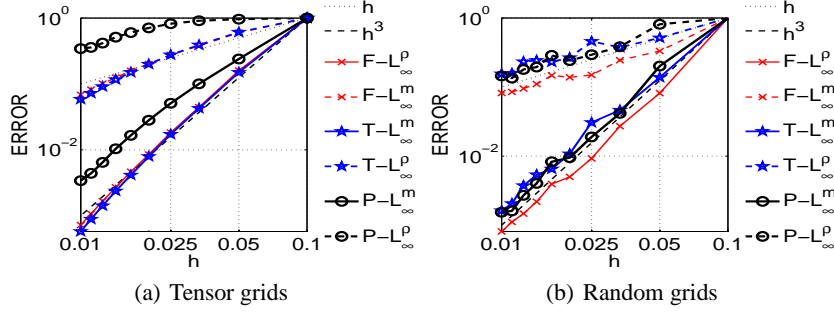 10^0
10^-2
ERROR
0.01
0.025
0.05
0.1
h
(a) Tensor grids
h
h^3
F-L_∞^ρ
F-L_∞^m
T-L_∞^m
T-L_∞^ρ
P-L_∞^m
P-L_∞^ρ
10^0
10^-2
ERROR
0.01
0.025
0.05
0.1
h
(b) Random grids
h
h^3
F-L_∞^ρ
F-L_∞^m
T-L_∞^m
T-L_∞^ρ
P-L_∞^m
P-L_∞^ρ